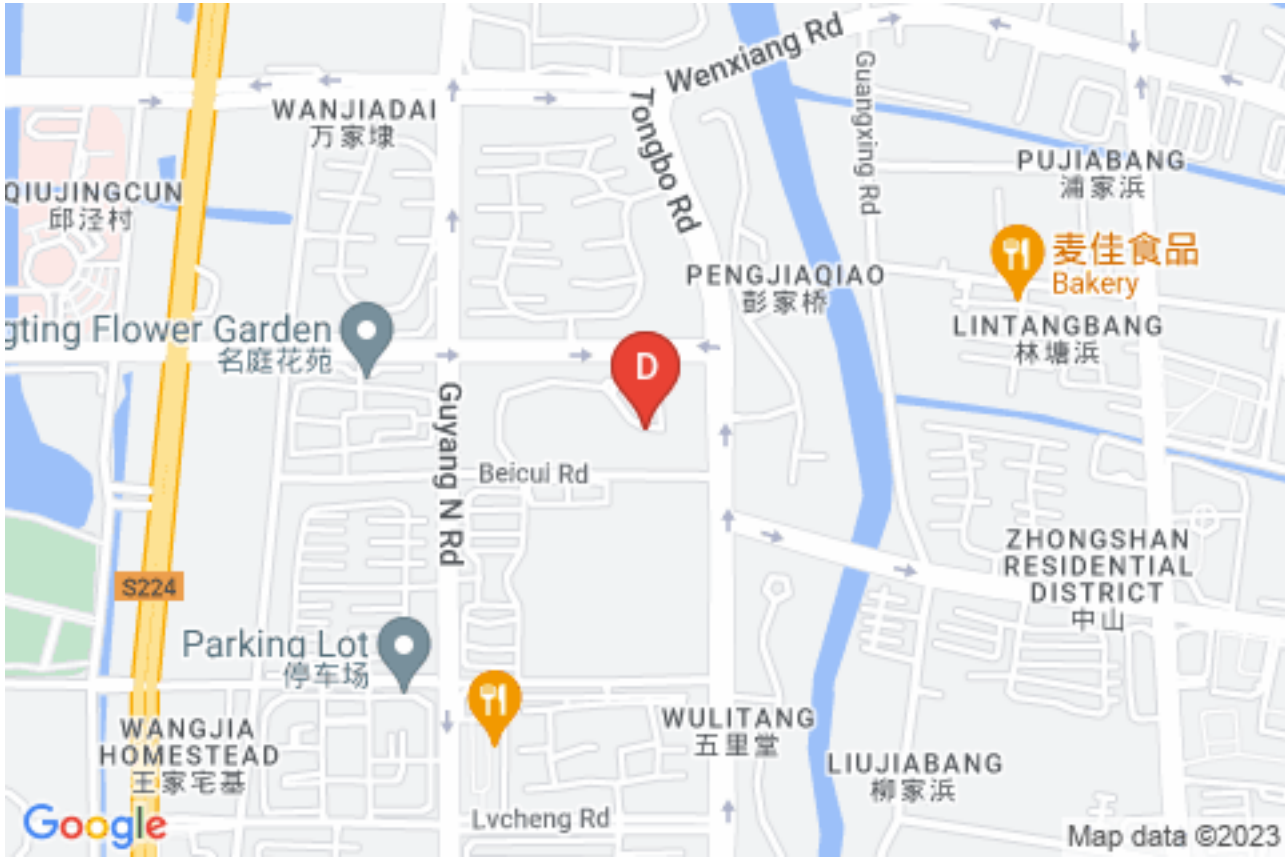 Wenxiang Rd
WANJIADAI
万家埭
Tongbo Rd
Guangxing Rd
PUJIABANG
浦家浜
QIUJINGCUN
邱泾村
麦佳食品
Bakery
PENGJIAQIAO
彭家桥
LINTANGBANG
林塘浜
gting Flower Garden
名庭花苑
D
Guyang N Rd
Beicui Rd
ZHONGSHAN
RESIDENTIAL
DISTRICT
中山
S224
Parking Lot
停车场
WANGJIA
HOMESTEAD
王家宅基
WULITANG
五里堂
LIUJIABANG
柳家浜
Lvcheng Rd
Google
Map data ©2023